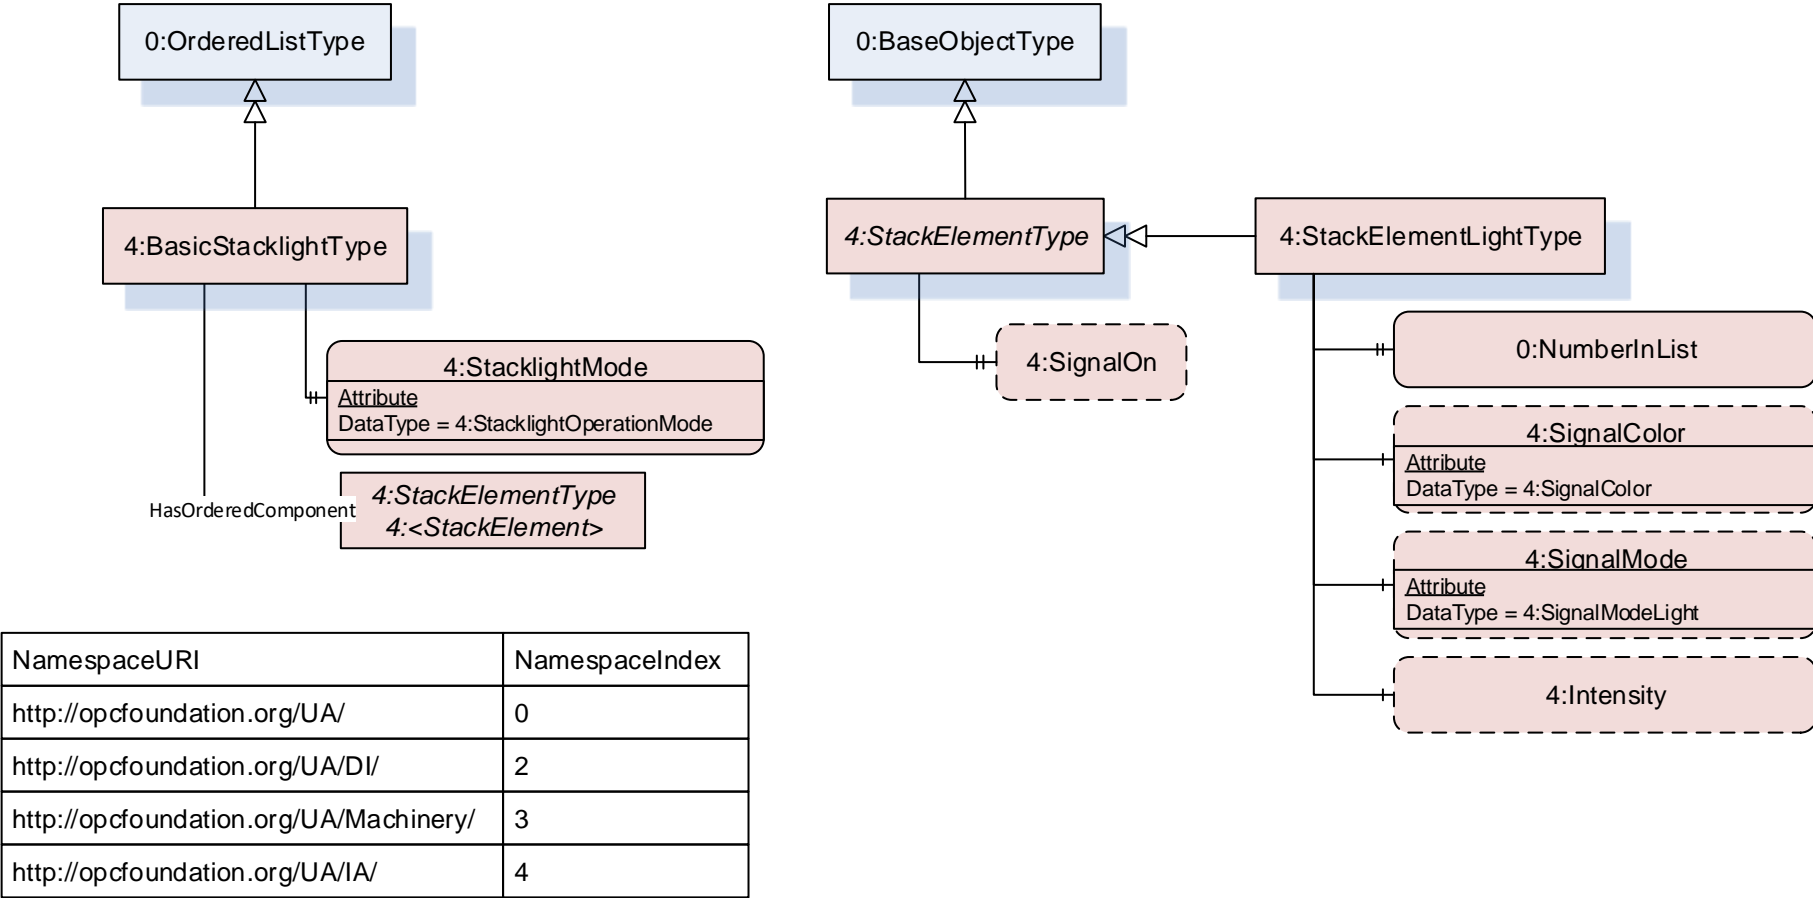 0:OrderedListType
4:BasicStacklightType
4:StacklightMode
Attribute
DataType = 4:StacklightOperationMode
HasOrderedComponent
4:StackElementType
4:<StackElement>
0:BaseObjectType
4:StackElementType
4:StackElementLightType
4:SignalOn
0:NumberInList
4:SignalColor
Attribute
DataType = 4:SignalColor
4:SignalMode
Attribute
DataType = 4:SignalModeLight
4:Intensity
NamespaceURI NamespaceIndex
http://opcfoundation.org/UA/ 0
http://opcfoundation.org/UA/DI/ 2
http://opcfoundation.org/UA/Machinery/ 3
http://opcfoundation.org/UA/IA/ 4